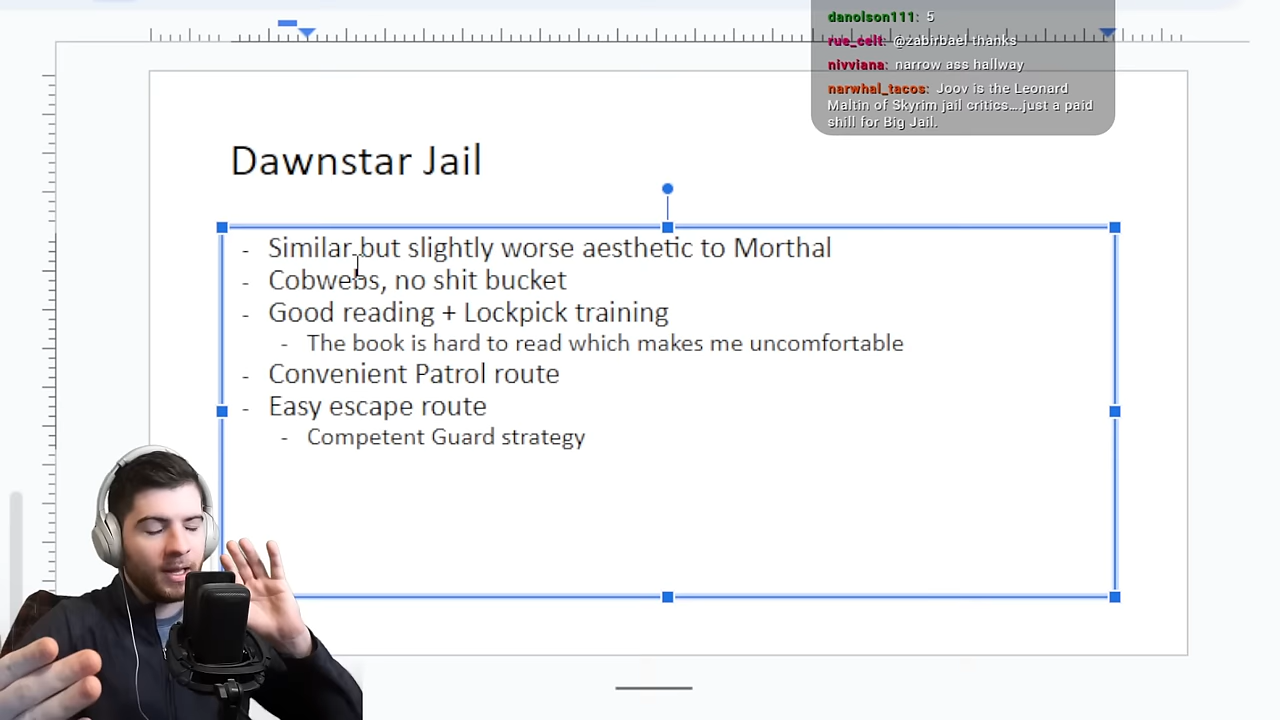 danolson111: 5
rue_celt: @zabirbael thanks
nivviana: narrow ass hallway
narwhal_tacos: Joov is the Leonard
Maltin of Skyrim jail critics....just a paid
shill for Big Jail.
Dawnstar Jail
- Similar but slightly worse aesthetic to Morthal
- Cobwebs, no shit bucket
- Good reading + Lockpick training
- The book is hard to read which makes me uncomfortable
- Convenient Patrol route
- Easy escape route
- Competent Guard strategy